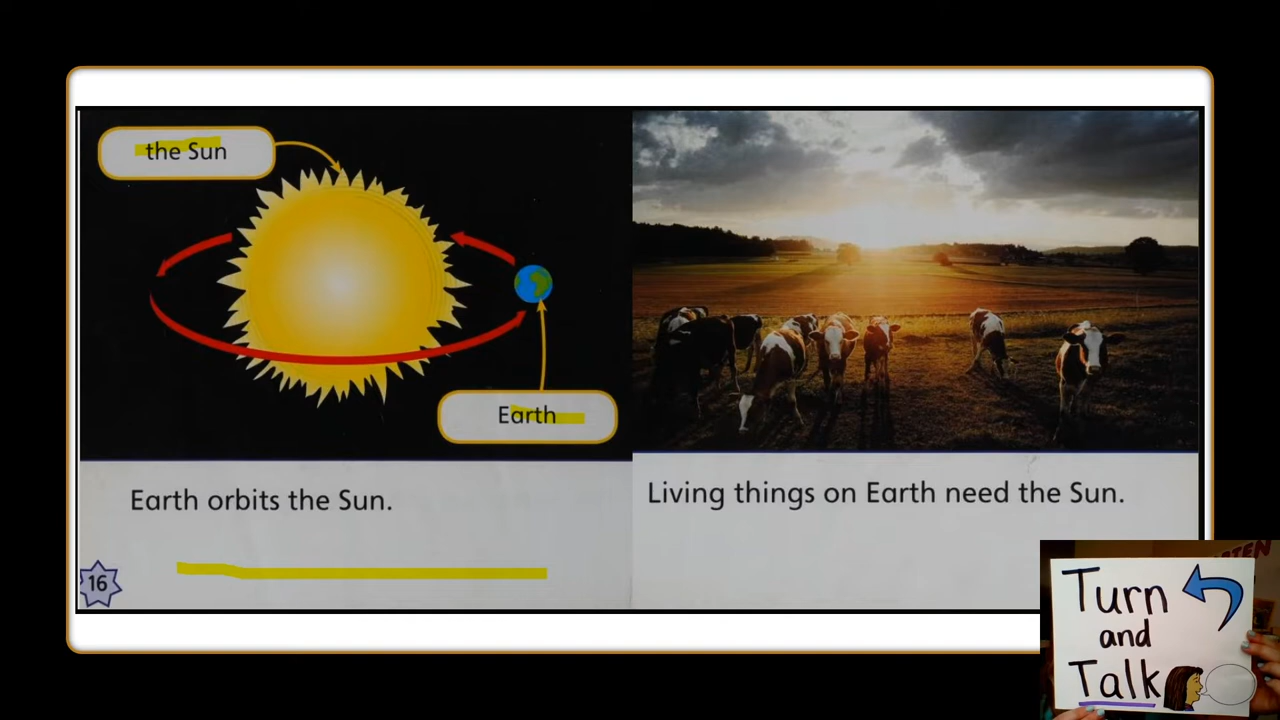 the Sun
Earth
Earth orbits the Sun.
16
Living things on Earth need the Sun.
Turn
and
Talk